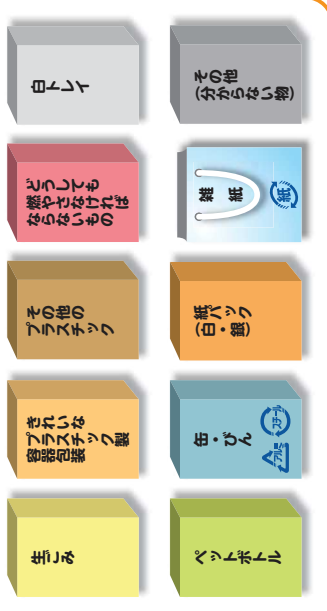 白トレイ
その他
(分からない物)
どうしても
燃やさなければ
ならないもの
雑紙
紙
その他の
プラスチック
紙パック
(白・銀)
きれいな
プラスチック製
容器包装
缶・びん
アルミ
スチール
生ごみ
ペットボトル